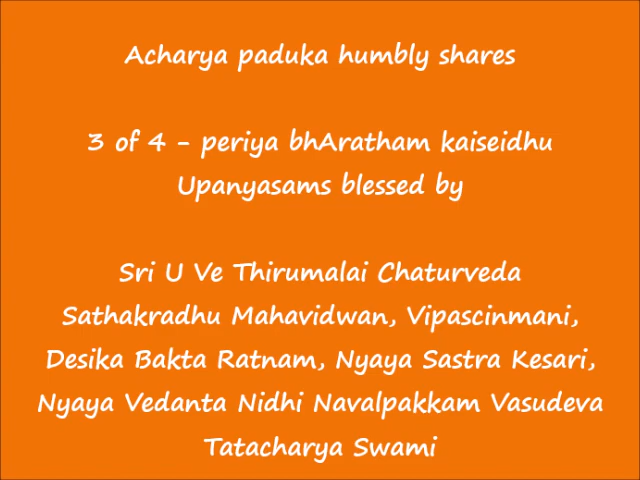 Acharya paduka humbly shares
3 of 4 - periya bhAratham kaiseidhu
Upanyasams blessed by
Sri U Ve Thirumalai Chaturveda
Sathakradhu Mahavidwan, Vipascinmani,
Desika Bakta Ratnam, Nyaya Sastra Kesari,
Nyaya Vedanta Nidhi Navalpakkam Vasudeva
Tatacharya Swami